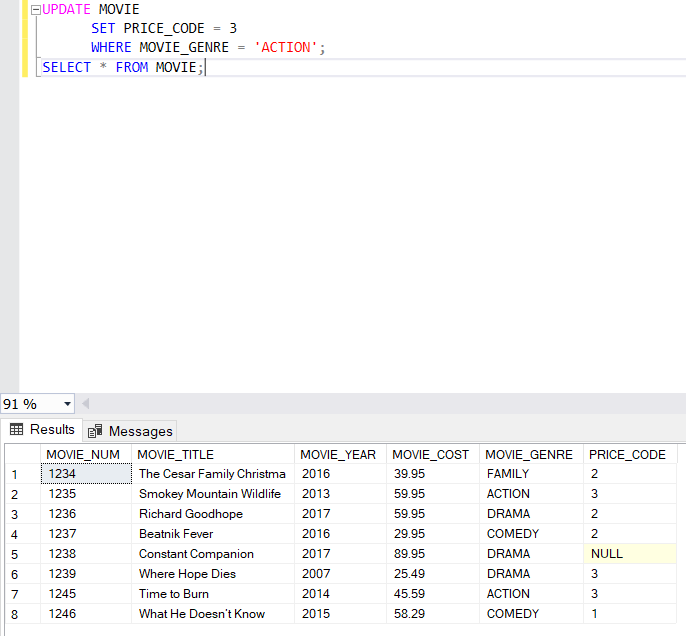 UPDATE MOVIE
SET PRICE_CODE = 3
WHERE MOVIE_GENRE = 'ACTION';
SELECT * FROM MOVIE;
91 %
Results Messages
MOVIE_NUM MOVIE_TITLE MOVIE_YEAR MOVIE_COST MOVIE_GENRE PRICE_CODE
1 1234 The Cesar Family Christma 2016 39.95 FAMILY 2
2 1235 Smokey Mountain Wildlife 2013 59.95 ACTION 3
3 1236 Richard Goodhope 2017 59.95 DRAMA 2
4 1237 Beatnik Fever 2016 29.95 COMEDY 2
5 1238 Constant Companion 2017 89.95 DRAMA NULL
6 1239 Where Hope Dies 2007 25.49 DRAMA 3
7 1245 Time to Burn 2014 45.59 ACTION 3
8 1246 What He Doesn't Know 2015 58.29 COMEDY 1